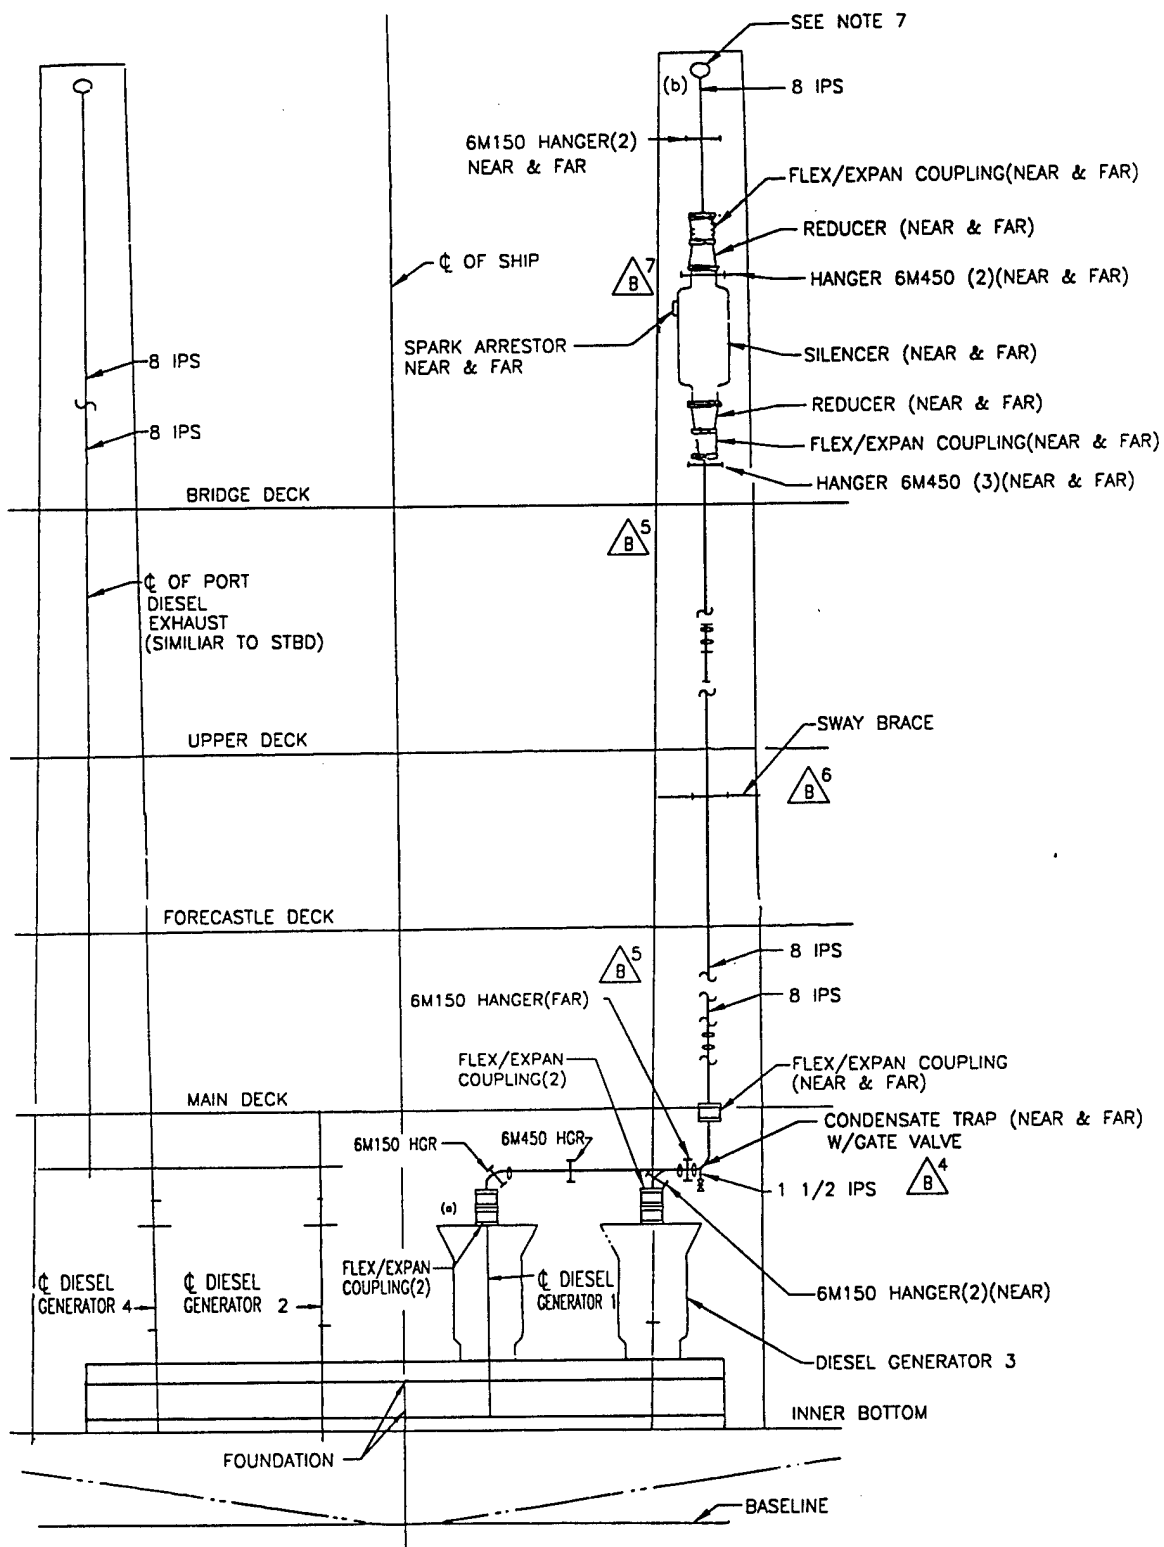 SEE NOTE 7
(b)
8 IPS
6M150 HANGER(2)
NEAR & FAR
FLEX/EXPAN COUPLING(NEAR & FAR)
REDUCER (NEAR & FAR)
℄ OF SHIP
B 7
HANGER 6M450 (2)(NEAR & FAR)
SPARK ARRESTOR
NEAR & FAR
SILENCER (NEAR & FAR)
8 IPS
REDUCER (NEAR & FAR)
8 IPS
FLEX/EXPAN COUPLING(NEAR & FAR)
HANGER 6M450 (3)(NEAR & FAR)
BRIDGE DECK
B 5
℄ OF PORT
DIESEL
EXHAUST
(SIMILIAR TO STBD)
SWAY BRACE
UPPER DECK
B 6
FORECASTLE DECK
8 IPS
B 5
6M150 HANGER(FAR)
8 IPS
FLEX/EXPAN
COUPLING(2)
FLEX/EXPAN COUPLING
(NEAR & FAR)
MAIN DECK
CONDENSATE TRAP (NEAR & FAR)
W/GATE VALVE
6M150 HGR
6M450 HGR
1 1/2 IPS
B 4
(a)
FLEX/EXPAN
COUPLING(2)
℄ DIESEL
GENERATOR 4
℄ DIESEL
GENERATOR 2
℄ DIESEL
GENERATOR 1
6M150 HANGER(2)(NEAR)
DIESEL GENERATOR 3
INNER BOTTOM
FOUNDATION
BASELINE